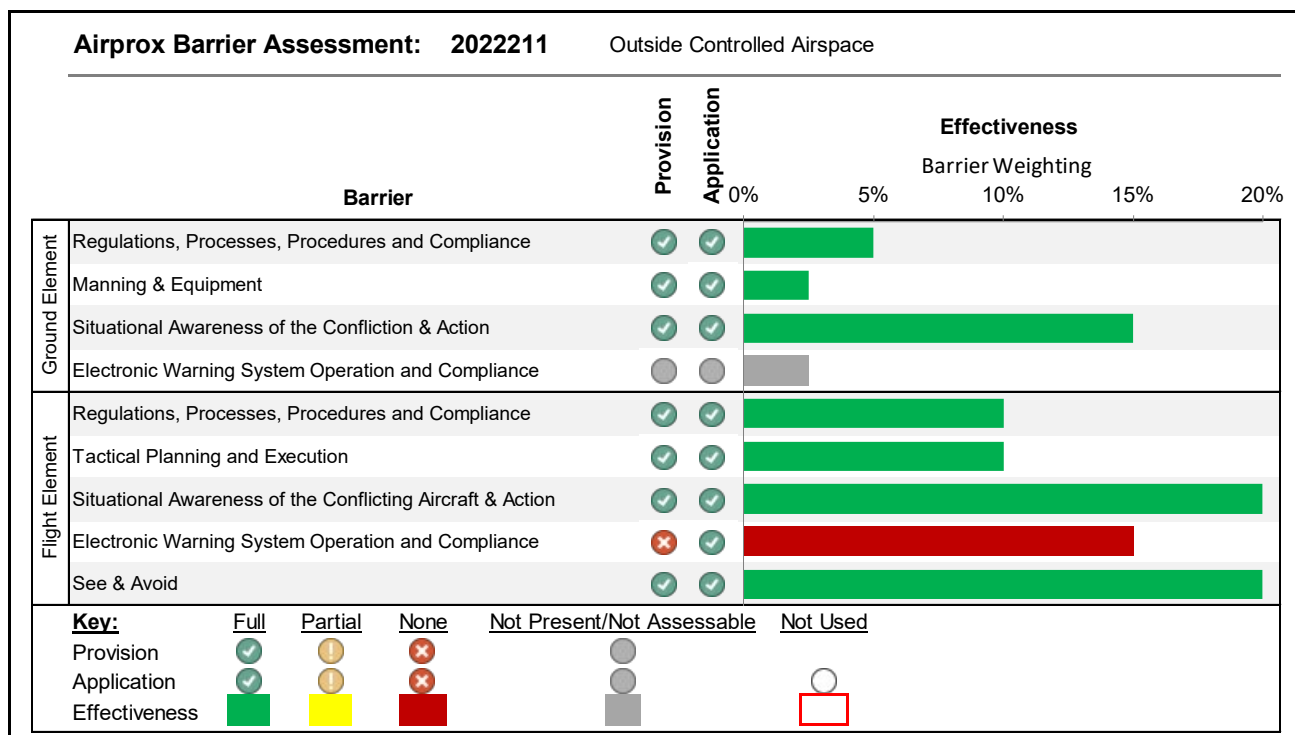 Airprox Barrier Assessment: 2022211 Outside Controlled Airspace
Provision
Application
Effectiveness
Barrier Weighting
Barrier
0% 5% 10% 15% 20%
Ground Element
Regulations, Processes, Procedures and Compliance
Manning & Equipment
Situational Awareness of the Confliction & Action
Electronic Warning System Operation and Compliance
Flight Element
Regulations, Processes, Procedures and Compliance
Tactical Planning and Execution
Situational Awareness of the Conflicting Aircraft & Action
Electronic Warning System Operation and Compliance
See & Avoid
Key: Full Partial None Not Present/Not Assessable Not Used
Provision
Application
Effectiveness